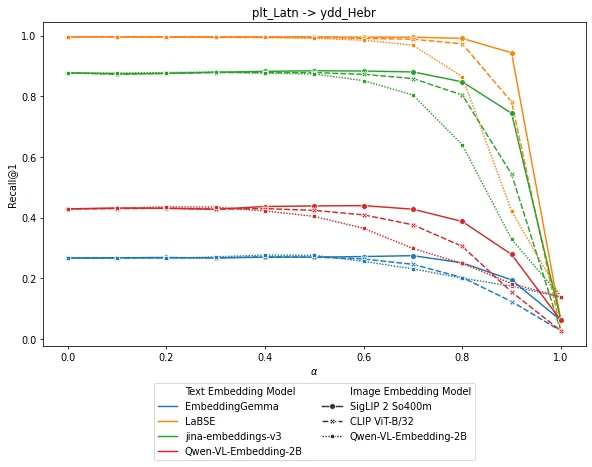 plt_Latn -> ydd_Hebr
1.0
0.8
0.6
0.4
0.2
0.0
Recall@1
0.0 0.2 0.4 0.6 0.8 1.0
α
Text Embedding Model
EmbeddingGemma
LaBSE
jina-embeddings-v3
Qwen-VL-Embedding-2B
Image Embedding Model
SigLIP 2 So400m
CLIP ViT-B/32
Qwen-VL-Embedding-2B